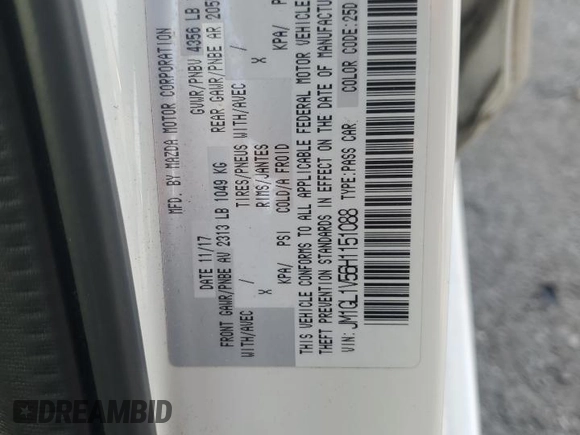 MFD. BY MAZDA MOTOR CORPORATION
DATE 11/17 GVWR/PNBV 4356 LB
FRONT GAWR/PNBE AV 2313 LB 1049 KG REAR GAWR/PNBE AR 205
WITH/AVEC / TIRES/PNEUS WITH/AVEC /
X RIMS/JANTES X
KPA/ PSI COLD/A FROID KPA/ P
THIS VEHICLE CONFORMS TO ALL APPLICABLE FEDERAL MOTOR VEHICLE
THEFT PREVENTION STANDARDS IN EFFECT ON THE DATE OF MANUFACTUR
VIN: JM1GL1V56H1151088 TYPE:PASS CAR COLOR CODE:25D
DREAMBID